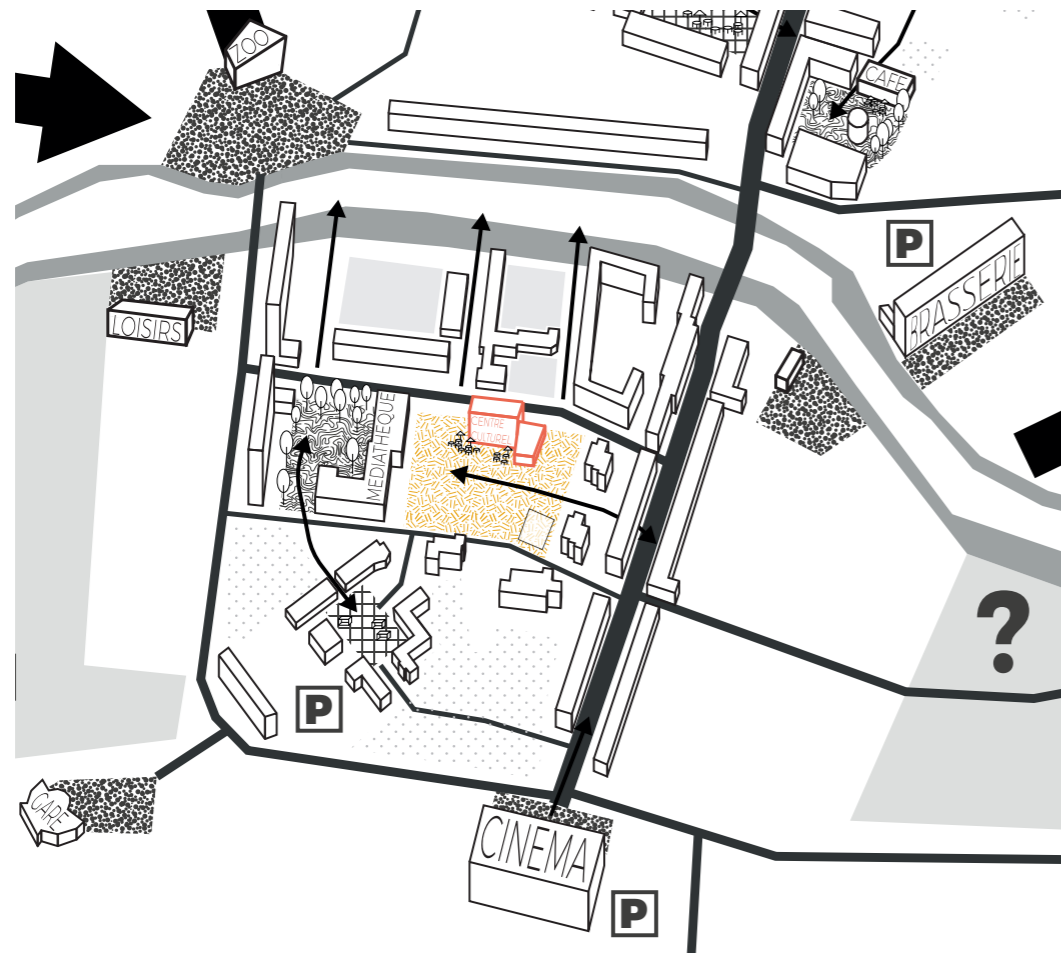 ZOO
CAFE
P
BRASSERIE
LOISIRS
MEDIATHEQUE
CENTRE
CULTUREL
?
P
GARE
CINEMA
P